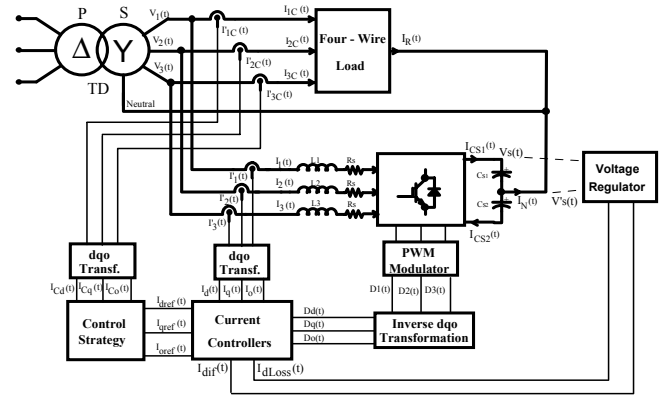 P
S
Δ
Y
TD
V₁(t)
V₂(t)
V₃(t)
Neutral
I'1C (t)
I'2C(t)
I'3C(t)
I1C (t)
I2C(t)
I3C(t)
Four - Wire
Load
IR(t)
I'1(t)
I'2(t)
I'3(t)
I1(t)
I2(t)
I3(t)
L1
L2
L3
Rs
Rs
Rs
ICS1(t)
Vs(t)
CS1
CS2
+
+
IN(t)
V's(t)
ICS2(t)
Voltage
Regulator
dqo
Transf.
dqo
Transf.
PWM
Modulator
ICd(t)
ICq(t)
ICo(t)
Id(t)
Iq(t)
Io(t)
D1(t)
D2(t)
D3(t)
Control
Strategy
Idref(t)
Iqref(t)
Ioref(t)
Current
Controllers
Dd(t)
Dq(t)
Do(t)
Inverse dqo
Transformation
Idif(t)
IdLoss(t)